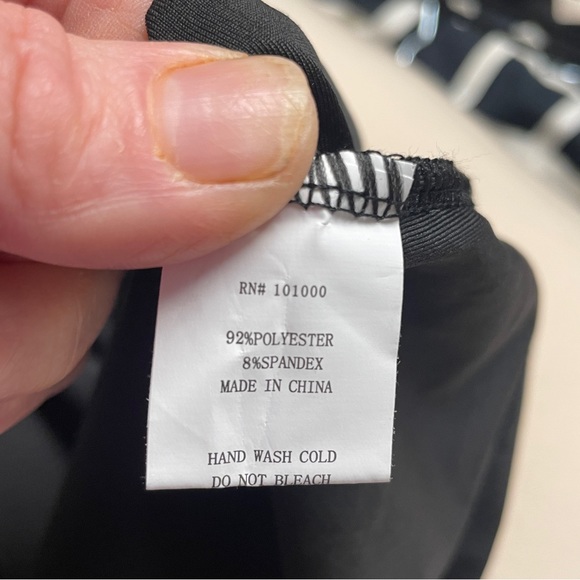 RN# 101000
92%POLYESTER
8%SPANDEX
MADE IN CHINA
HAND WASH COLD
DO NOT BLEACH